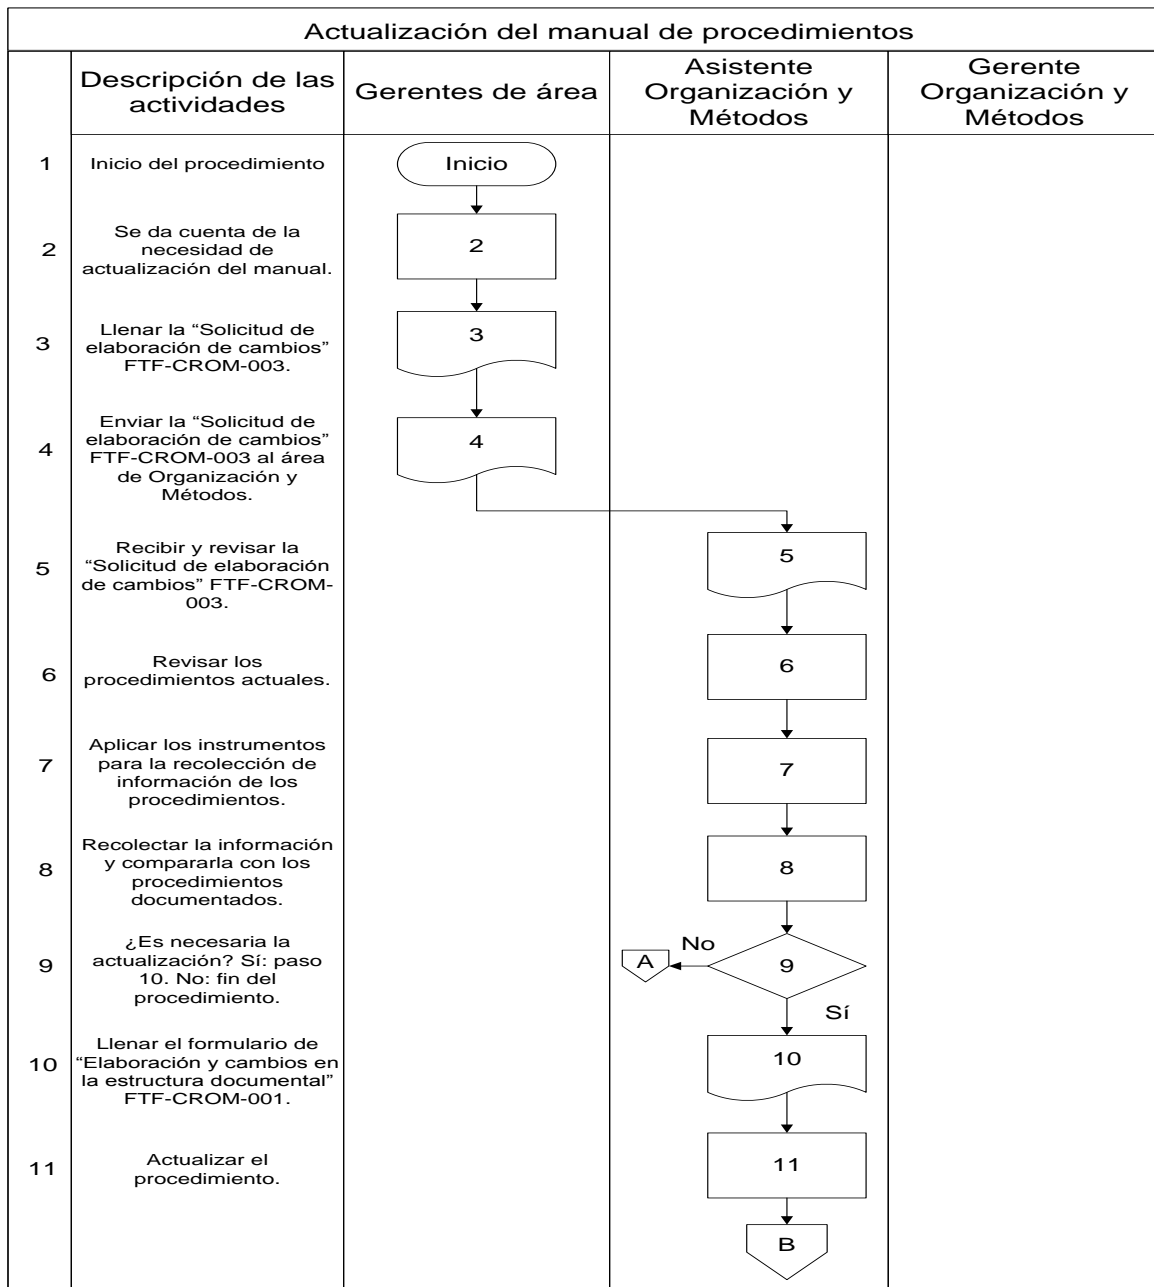 Actualización del manual de procedimientos
Descripción de las
actividades
Gerentes de área
Asistente
Organización y
Métodos
Gerente
Organización y
Métodos
1
Inicio del procedimiento
Inicio
2
Se da cuenta de la
necesidad de
actualización del manual.
2
3
Llenar la “Solicitud de
elaboración de cambios”
FTF-CROM-003.
3
4
Enviar la “Solicitud de
elaboración de cambios”
FTF-CROM-003 al área
de Organización y
Métodos.
4
5
Recibir y revisar la
“Solicitud de elaboración
de cambios” FTF-CROM-
003.
5
6
Revisar los
procedimientos actuales.
6
7
Aplicar los instrumentos
para la recolección de
información de los
procedimientos.
7
8
Recolectar la información
y compararla con los
procedimientos
documentados.
8
9
¿Es necesaria la
actualización? Sí: paso
10. No: fin del
procedimiento.
A
No
9
Sí
10
Llenar el formulario de
“Elaboración y cambios en
la estructura documental”
FTF-CROM-001.
10
11
Actualizar el
procedimiento.
11
B